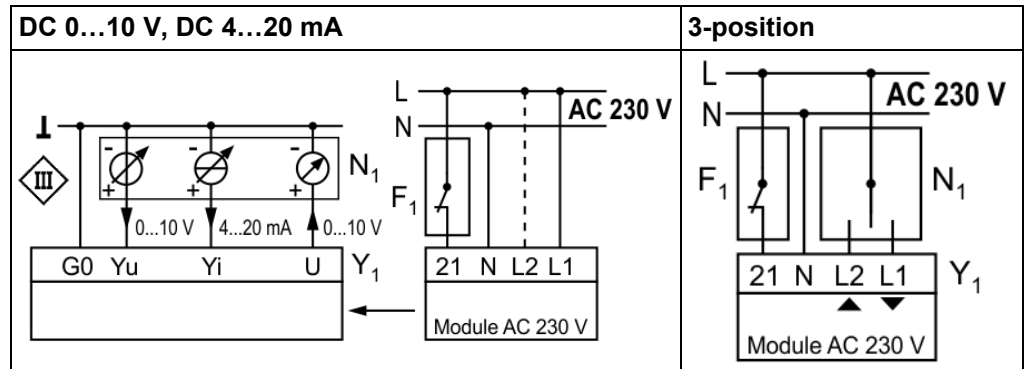 DC 0…10 V, DC 4…20 mA
3-position
L
N
AC 230 V
⊥
III
-
-
-
+
+
+
N1
0...10 V
4...20 mA
0...10 V
G0 Yu Yi U
Y1
F1
21 N L2 L1
Module AC 230 V
L
N
AC 230 V
F1
N1
21 N L2 L1
Y1
▲ ▼
Module AC 230 V